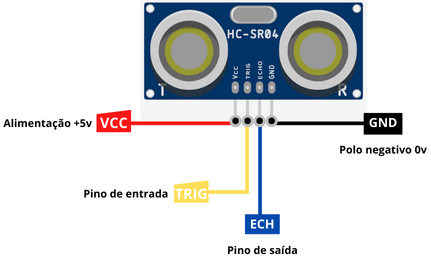 HC-SR04
Vcc
TRIG
ECHO
GND
T
R
Alimentação +5v
VCC
GND
Polo negativo 0v
Pino de entrada
TRIG
ECH
Pino de saída